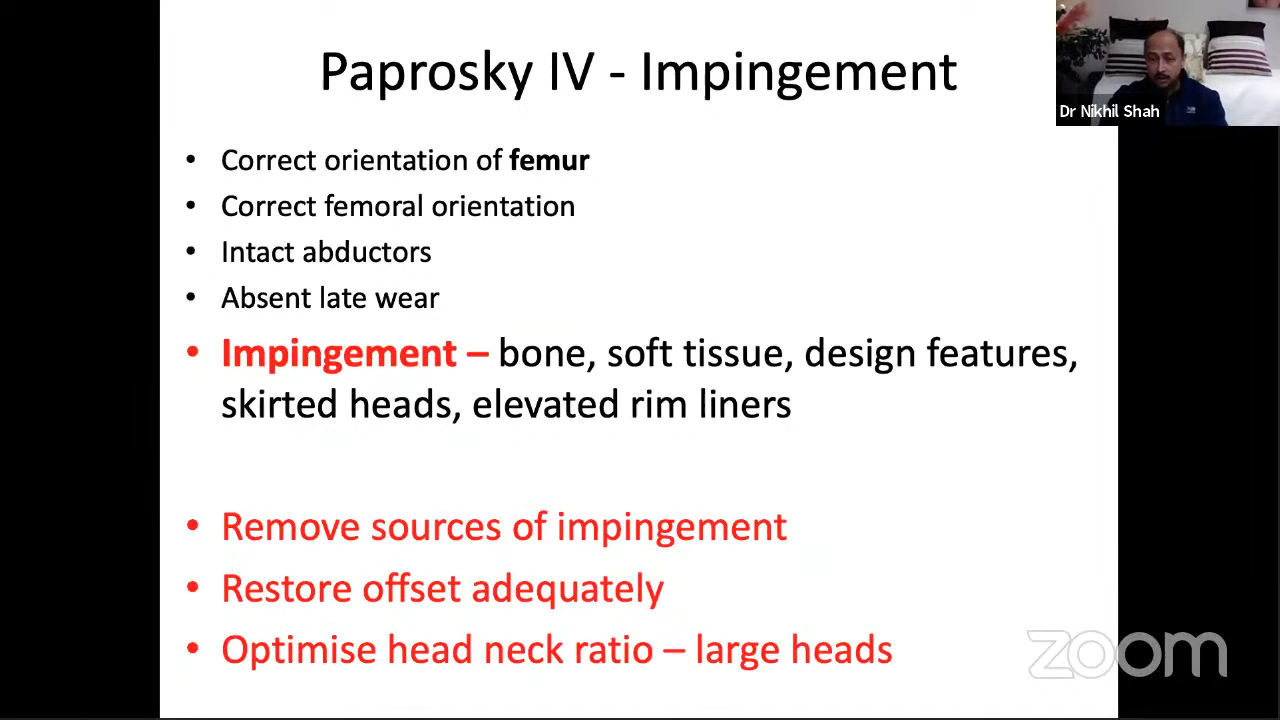 Paprosky IV - Impingement
Dr Nikhil Shah
• Correct orientation of femur
• Correct femoral orientation
• Intact abductors
• Absent late wear
• Impingement – bone, soft tissue, design features,
skirted heads, elevated rim liners
• Remove sources of impingement
• Restore offset adequately
• Optimise head neck ratio – large heads
zoom